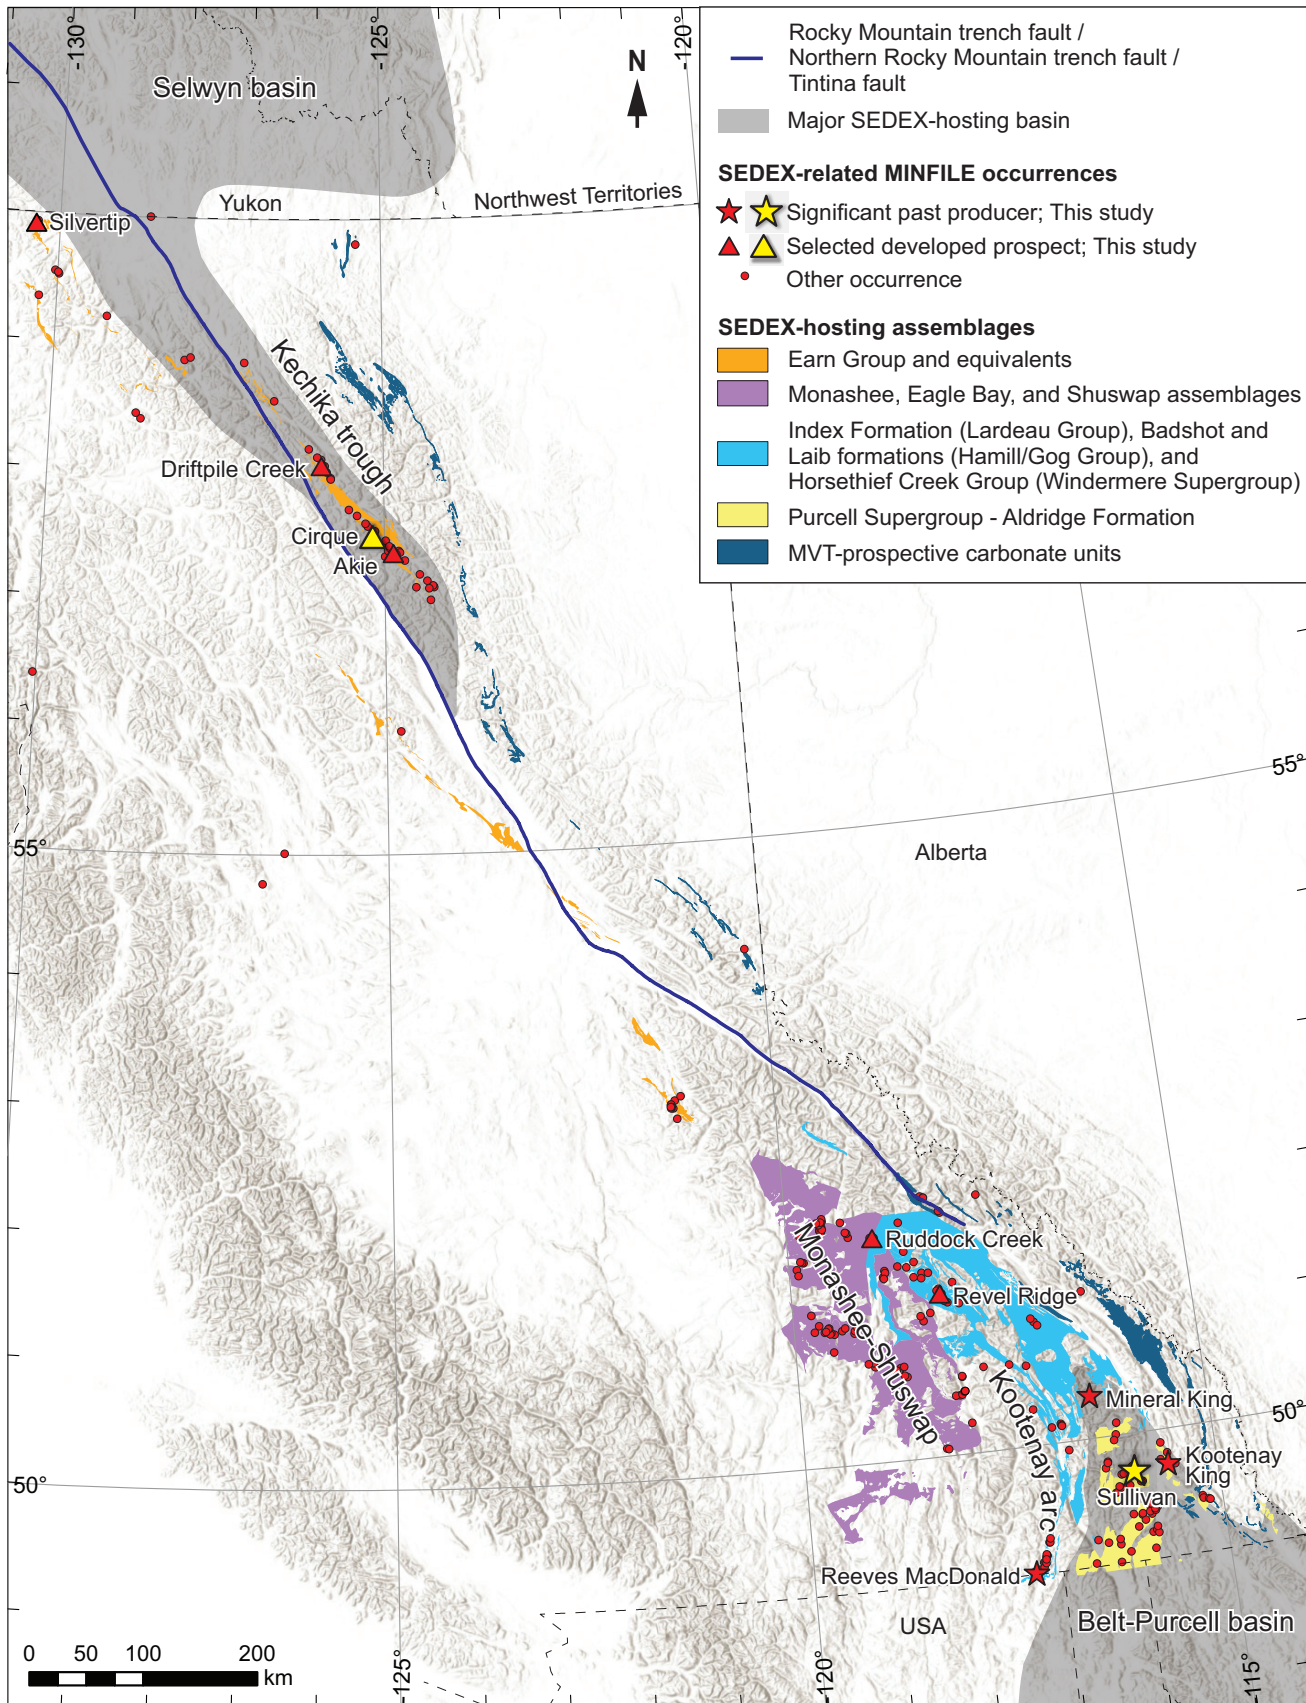 -130°
-125°
-120°
Selwyn basin
N
Rocky Mountain trench fault /
Northern Rocky Mountain trench fault /
Tintina fault
Major SEDEX-hosting basin
SEDEX-related MINFILE occurrences
Significant past producer; This study
Selected developed prospect; This study
Other occurrence
SEDEX-hosting assemblages
Earn Group and equivalents
Monashee, Eagle Bay, and Shuswap assemblages
Index Formation (Lardeau Group), Badshot and
Laib formations (Hamill/Gog Group), and
Horsethief Creek Group (Windermere Supergroup)
Purcell Supergroup - Aldridge Formation
MVT-prospective carbonate units
Yukon
Northwest Territories
Silvertip
Kechika trough
Driftpile Creek
Cirque
Akie
55°
55°
Alberta
Ruddock Creek
Monashee-Shuswap
Revel Ridge
Kootenay arc
Mineral King
50°
Kootenay
King
50°
Sullivan
Reeves MacDonald
USA
Belt-Purcell basin
0 50 100 200
km
-125°
-120°
-115°